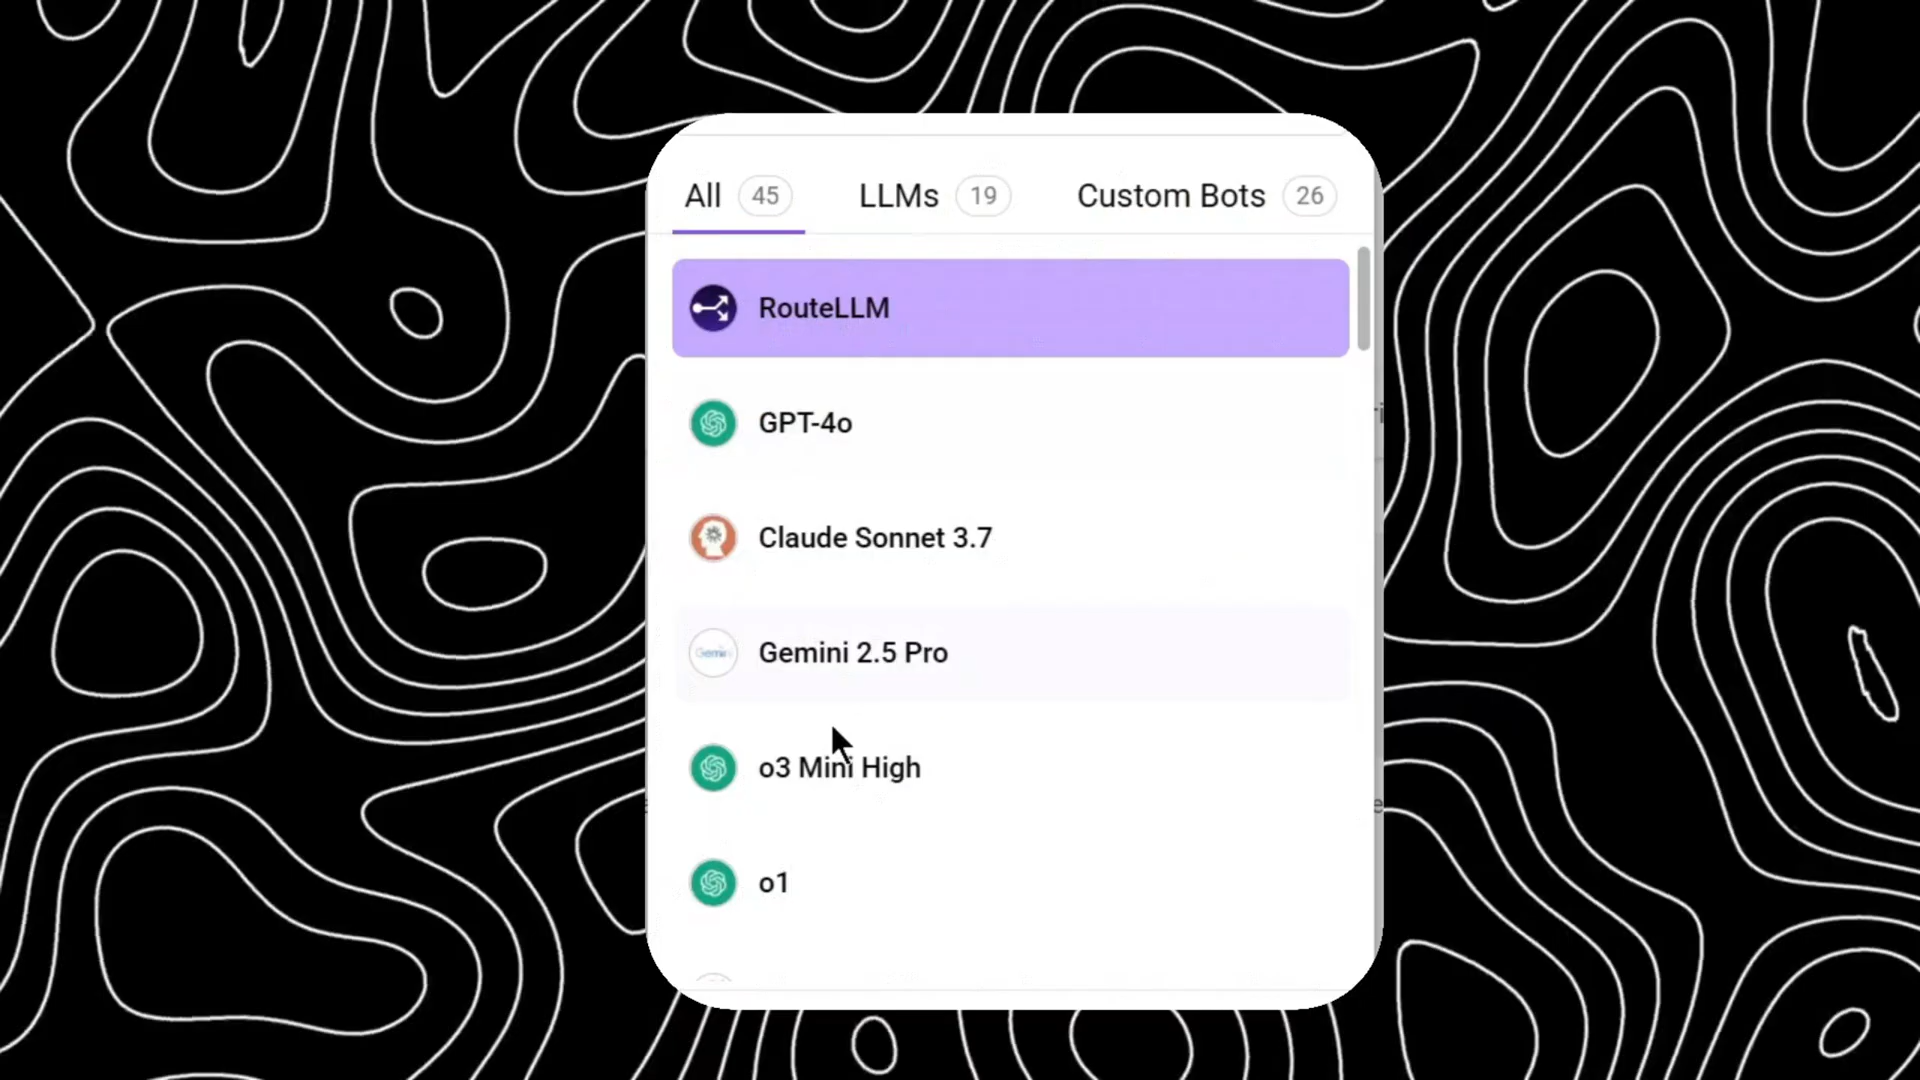 All 45 LLMs 19 Custom Bots 26
RouteLLM
GPT-4o
Claude Sonnet 3.7
Gemini
Gemini 2.5 Pro
o3 Mini High
o1